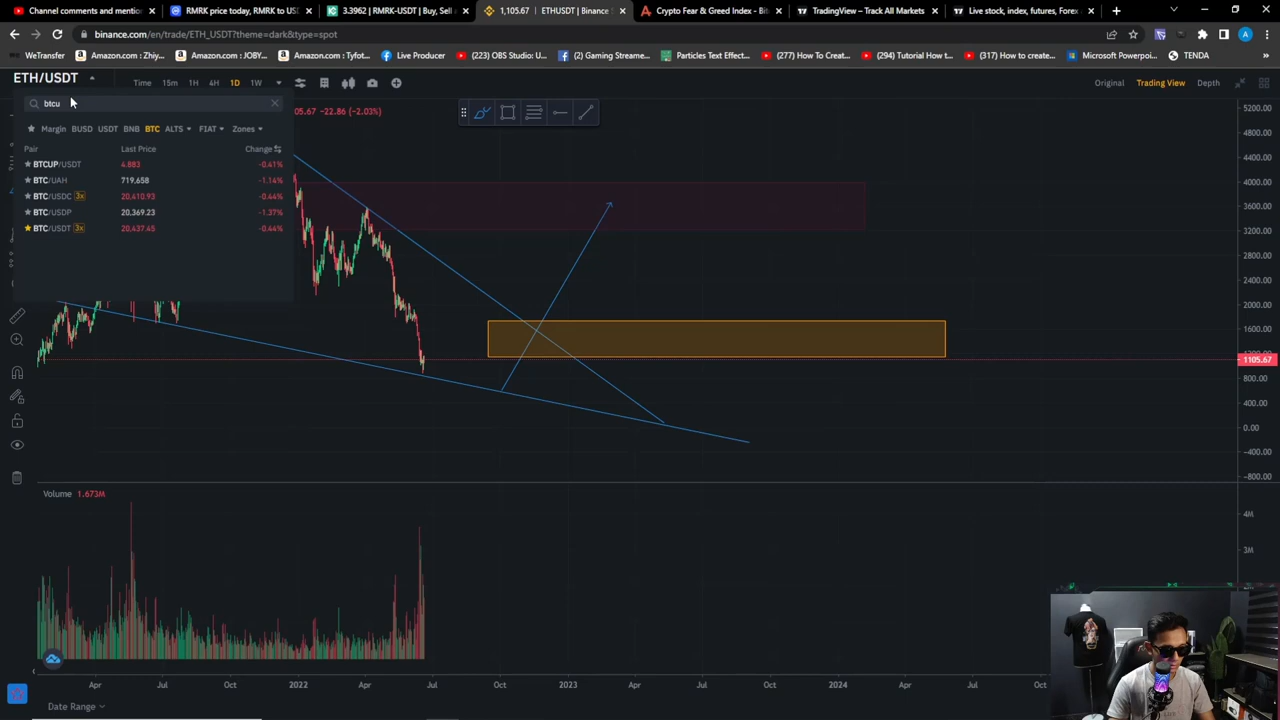 Channel comments and mention
RMRK price today, RMRK to US
3.3962 | RMRK-USDT | Buy, Sell
1,105.67 | ETHUSDT | Binance
Crypto Fear & Greed Index - Bit
TradingView – Track All Markets
Live stock, index, futures, Forex
binance.com/en/trade/ETH_USDT?theme=dark&type=spot
WeTransfer
Amazon.com : Zhiy...
Amazon.com : JOBY...
Amazon.com : Tyfot...
Live Producer
(223) OBS Studio: U...
(2) Gaming Streame...
Particles Text Effect...
(277) How To Creat...
(294) Tutorial How...
(317) How to create...
Microsoft Powerpoi...
TENDA
ETH/USDT
Time 15m 1H 4H 1D 1W
Original Trading View Depth
btcu
05.67 -22.86 (-2.03%)
Margin BUSD USDT BNB BTC ALTS FIAT Zones
Pair Last Price Change
BTCUP/USDT 4.883 -0.41%
BTC/UAH 719,658 -1.14%
BTC/USDC 3x 20,410.93 -0.44%
BTC/USDP 20,369.23 -1.37%
BTC/USDT 3x 20,437.45 -0.44%
5200.00
4800.00
4400.00
4000.00
3600.00
3200.00
2800.00
2400.00
2000.00
1600.00
1105.67
800.00
400.00
0.00
-400.00
-800.00
Volume 1.673M
4M
3M
Apr Jul Oct 2022 Apr Jul Oct 2023 Apr Jul Oct 2024 Apr Jul Oct
Date Range